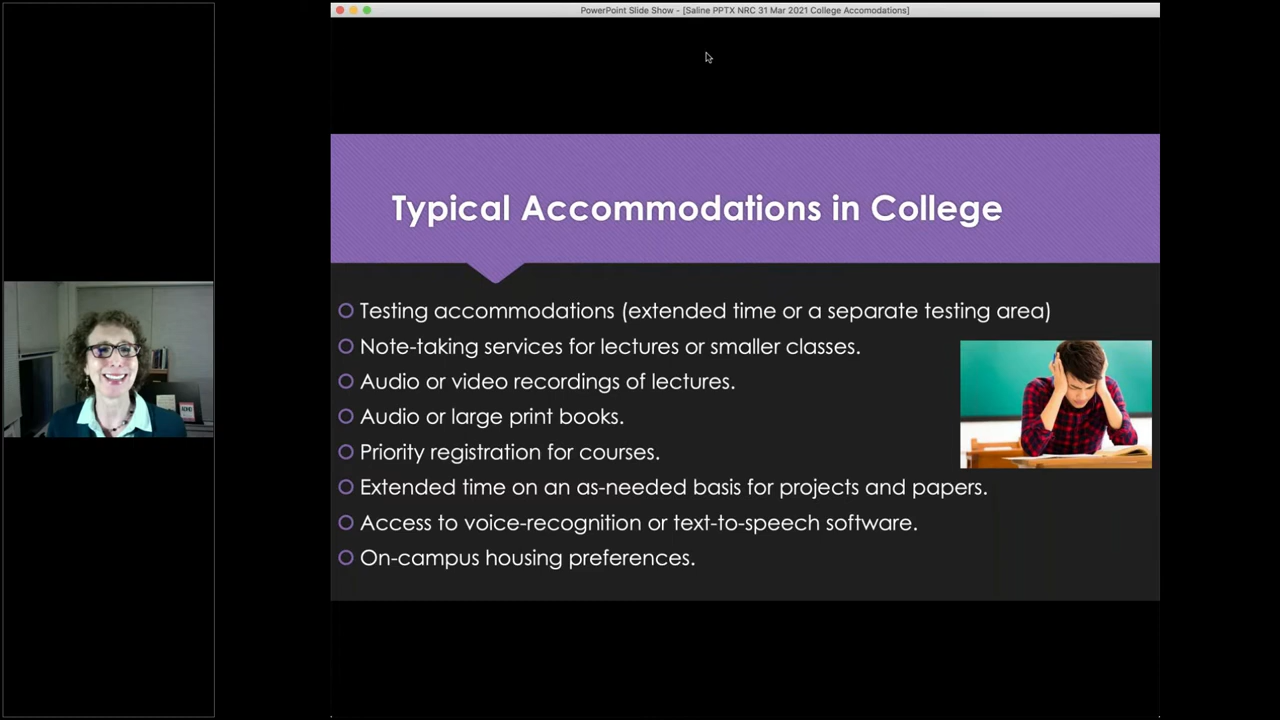 PowerPoint Slide Show - [Saline PPTX NRC 31 Mar 2021 College Accomodations]
Typical Accommodations in College
Testing accommodations (extended time or a separate testing area)
Note-taking services for lectures or smaller classes.
Audio or video recordings of lectures.
Audio or large print books.
Priority registration for courses.
Extended time on an as-needed basis for projects and papers.
Access to voice-recognition or text-to-speech software.
On-campus housing preferences.